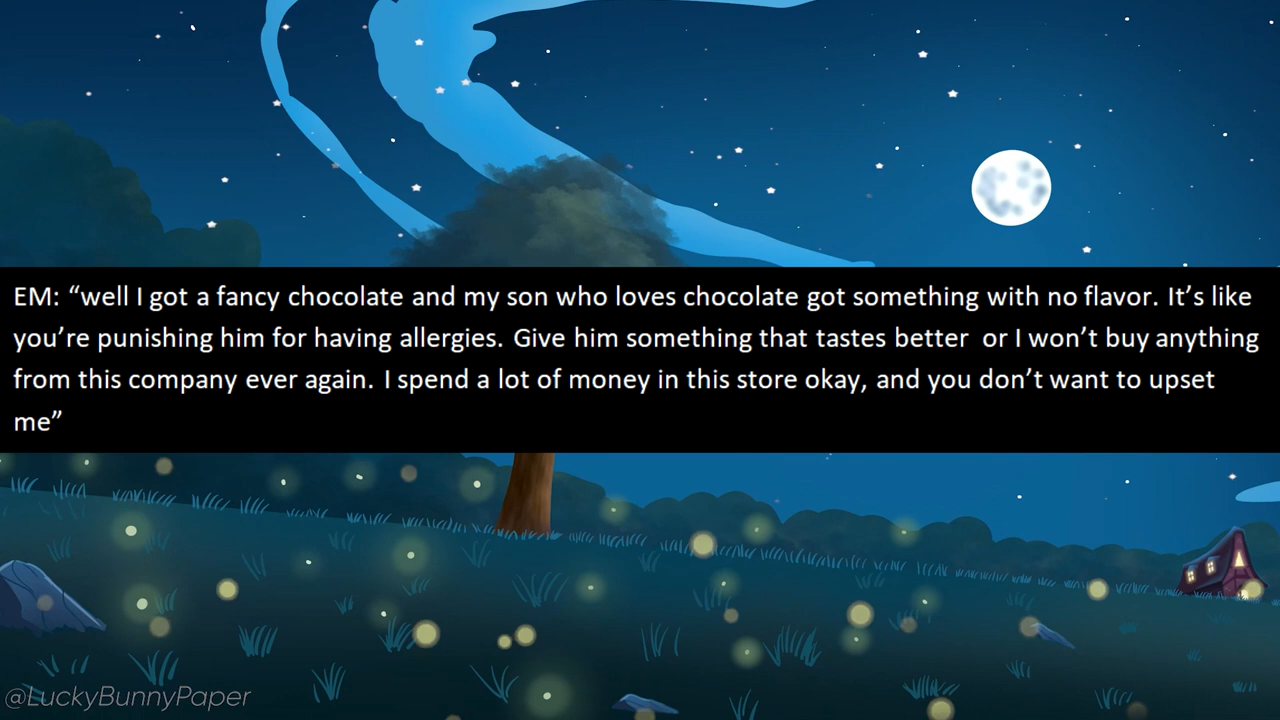 EM: “well I got a fancy chocolate and my son who loves chocolate got something with no flavor. It’s like
you’re punishing him for having allergies. Give him something that tastes better  or I won’t buy anything
from this company ever again. I spend a lot of money in this store okay, and you don’t want to upset
me”
@LuckyBunnyPaper